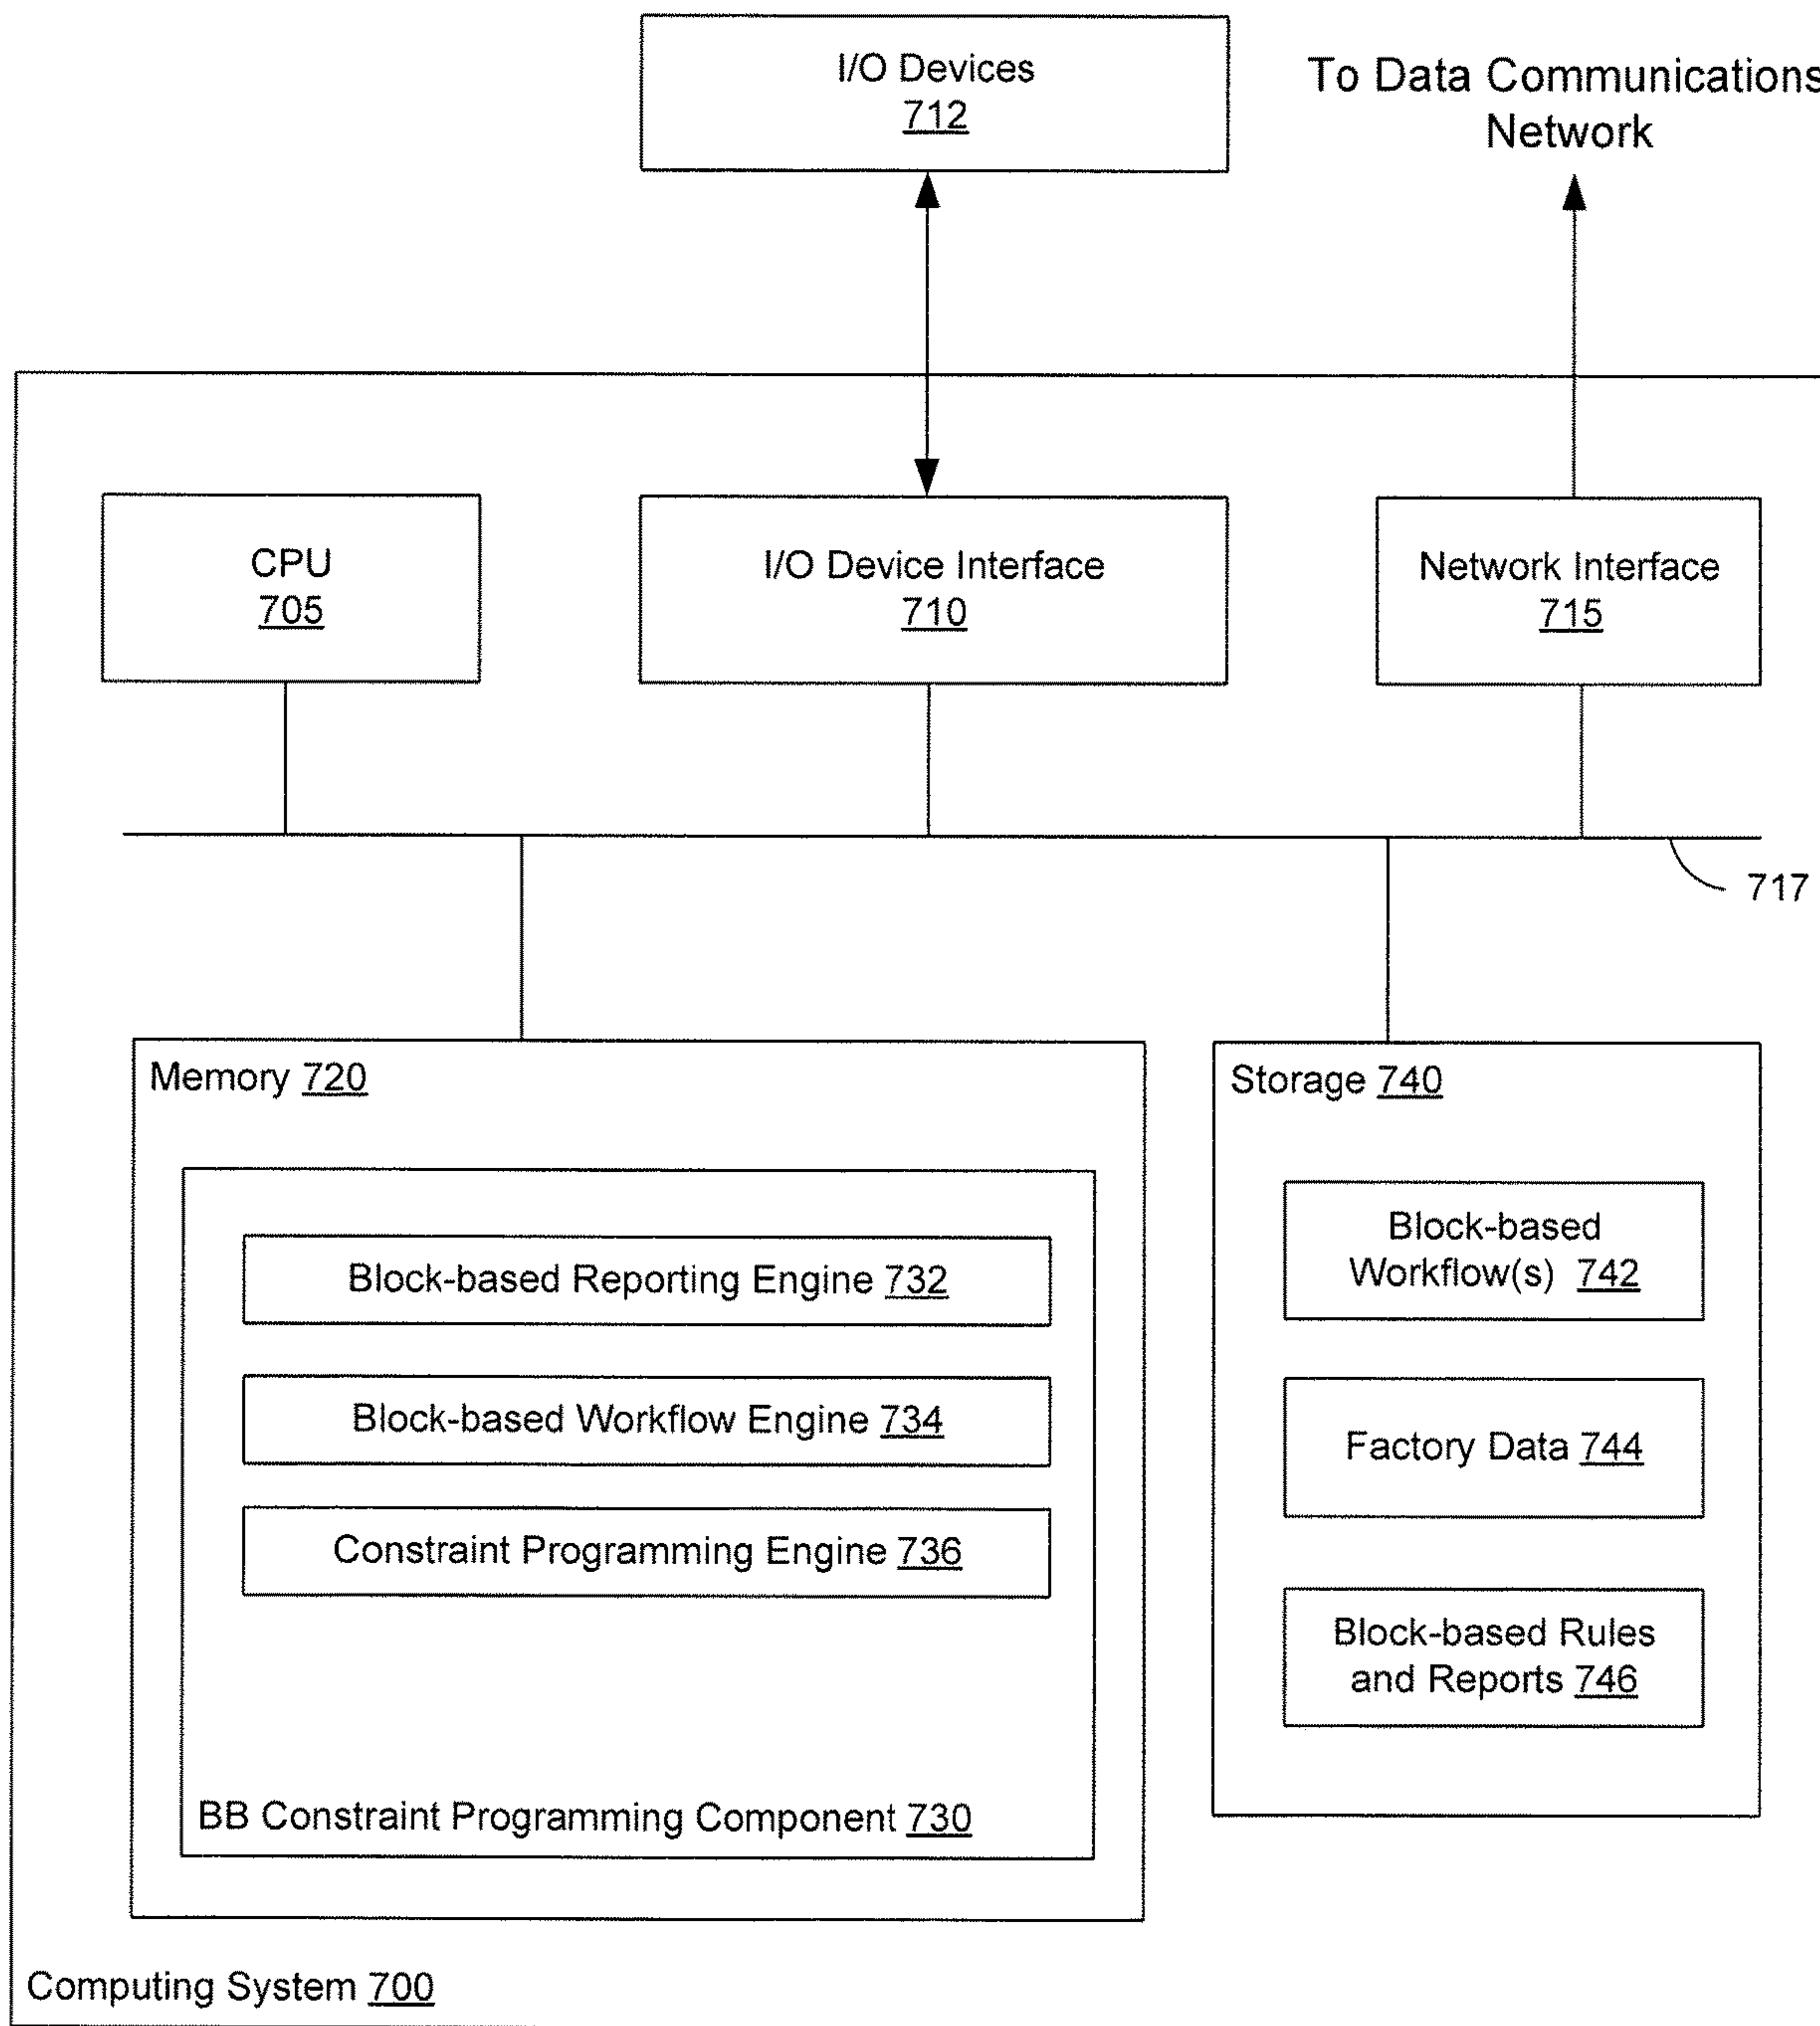 I/O Devices
712
To Data Communications
Network
CPU
705
I/O Device Interface
710
Network Interface
715
717
Memory 720
Block-based Reporting Engine 732
Block-based Workflow Engine 734
Constraint Programming Engine 736
BB Constraint Programming Component 730
Storage 740
Block-based
Workflow(s) 742
Factory Data 744
Block-based Rules
and Reports 746
Computing System 700